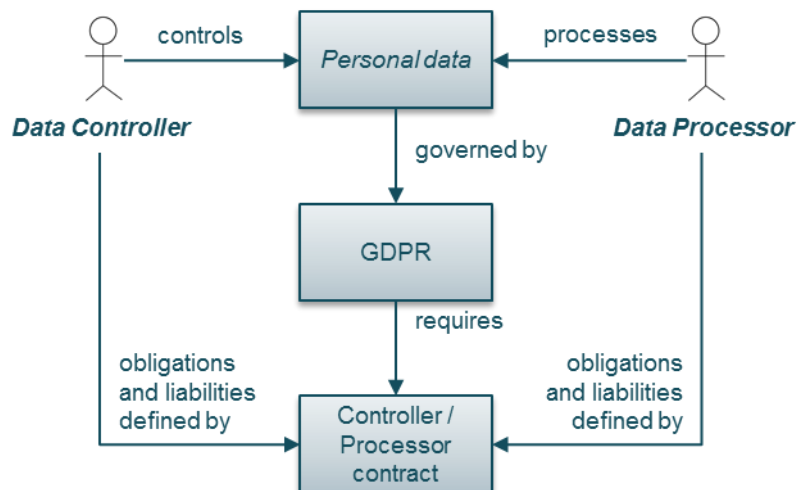 controls
Personal data
processes
Data Controller
Data Processor
governed by
GDPR
requires
obligations
and liabilities
defined by
obligations
and liabilities
defined by
Controller /
Processor
contract